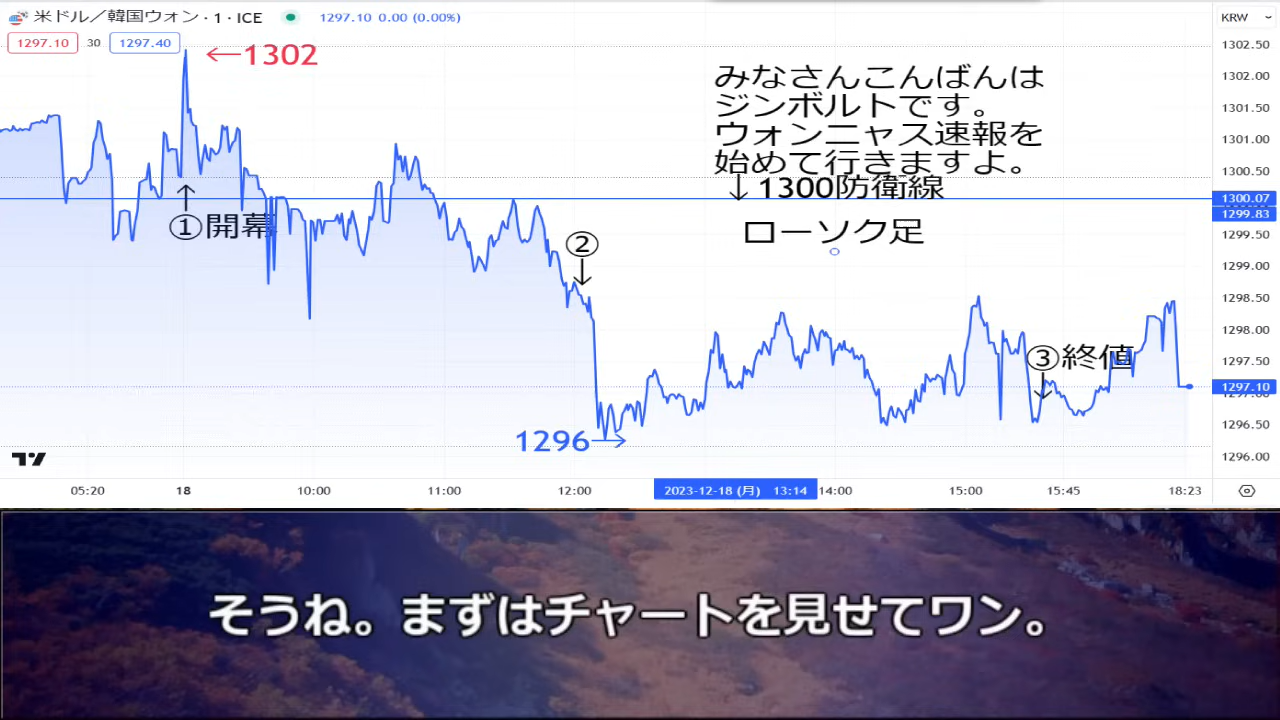 米ドル／韓国ウォン · 1 · ICE
1297.10 0.00 (0.00%)
KRW
1297.10
30
1297.40
←1302
みなさんこんばんは
ジンボルトです。
ウォンニャス速報を
始めて行きますよ。
↓1300防衛線
ローソク足
↑
①開幕
②
↓
③終値
↓
1296→
1302.50
1302.00
1301.50
1301.00
1300.50
1300.07
1299.83
1299.50
1299.00
1298.50
1298.00
1297.50
1297.10
1296.50
1296.00
05:20
18
10:00
11:00
12:00
2023-12-18 (月) 13:14
14:00
15:00
15:45
18:23
そうね。まずはチャートを見せてワン。